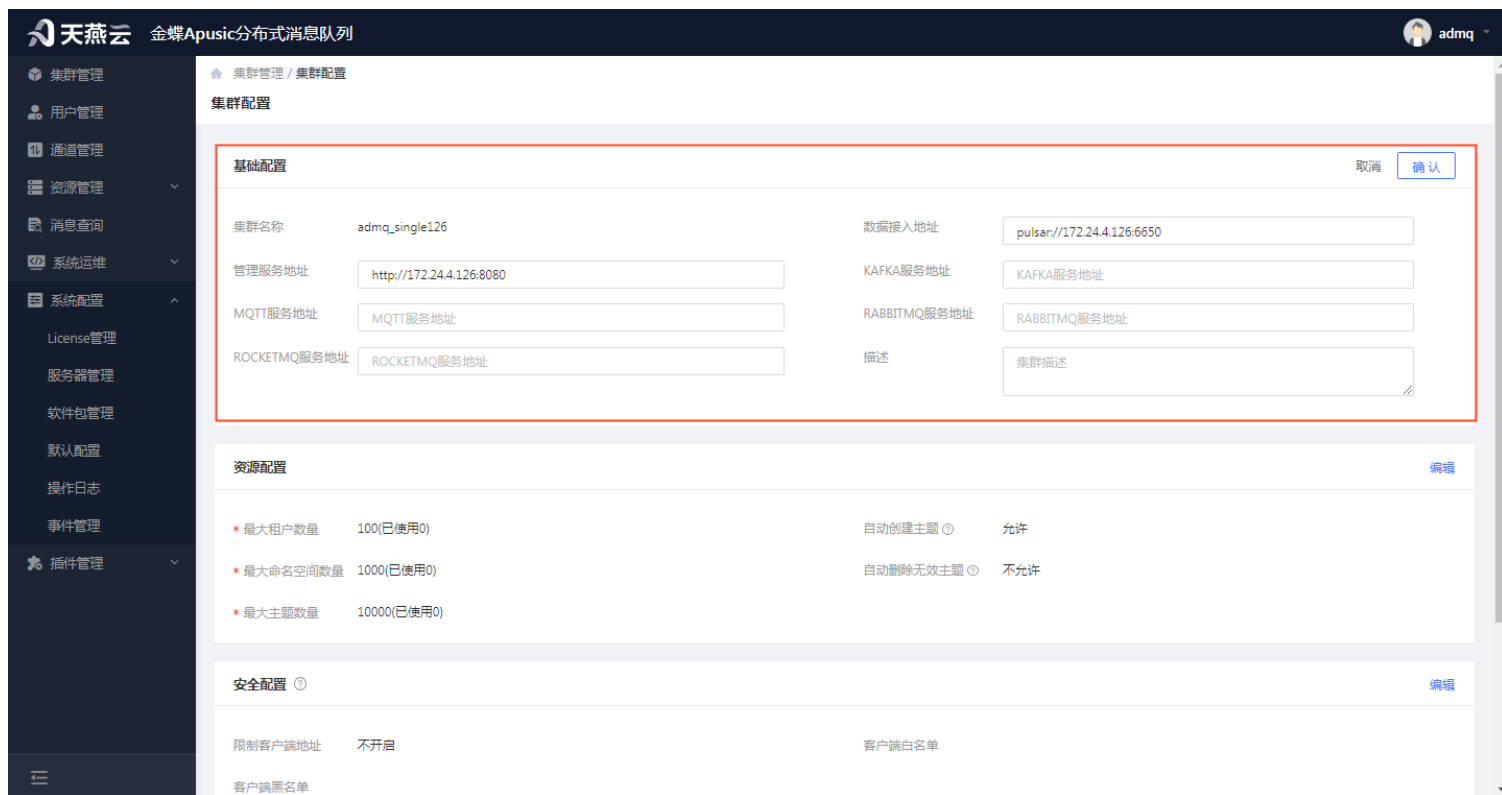 天燕云 金蝶Apusic分布式消息队列
admq
集群管理
用户管理
通道管理
资源管理
消息查询
系统运维
系统配置
License管理
服务器管理
软件包管理
默认配置
操作日志
事件管理
插件管理
集群管理 / 集群配置
集群配置
基础配置
取消 确 认
集群名称 admq_single126
数据接入地址 pulsar://172.24.4.126:6650
管理服务地址 http://172.24.4.126:8080
KAFKA服务地址 KAFKA服务地址
MQTT服务地址 MQTT服务地址
RABBITMQ服务地址 RABBITMQ服务地址
ROCKETMQ服务地址 ROCKETMQ服务地址
描述 集群描述
资源配置 编辑
* 最大租户数量 100(已使用0)
自动创建主题 允许
* 最大命名空间数量 1000(已使用0)
自动删除无效主题 不允许
* 最大主题数量 10000(已使用0)
安全配置 编辑
限制客户端地址 不开启
客户端白名单
客户端黑名单